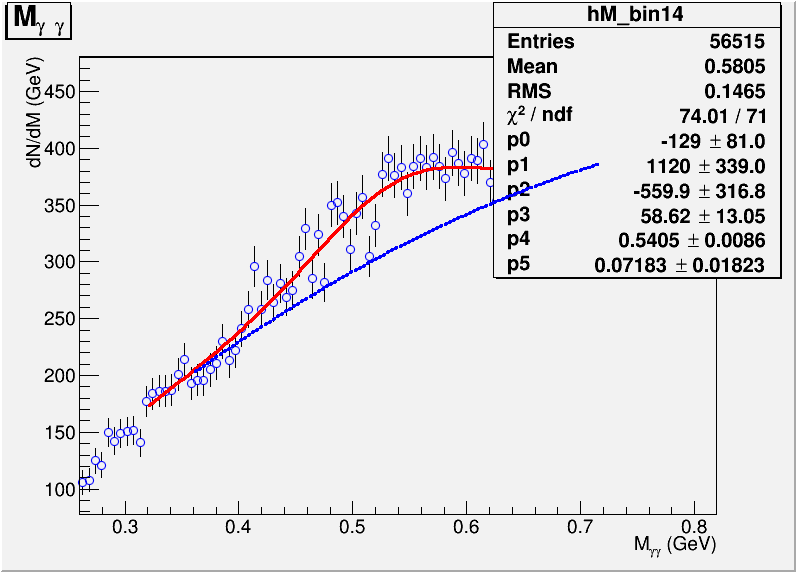 Mγ γ
hM_bin14
Entries 56515
Mean 0.5805
RMS 0.1465
χ² / ndf 74.01 / 71
p0 -129 ± 81.0
p1 1120 ± 339.0
p2 -559.9 ± 316.8
p3 58.62 ± 13.05
p4 0.5405 ± 0.0086
p5 0.07183 ± 0.01823
dN/dM (GeV)
450
400
350
300
250
200
150
100
0.3 0.4 0.5 0.6 0.7 0.8
Mγγ (GeV)